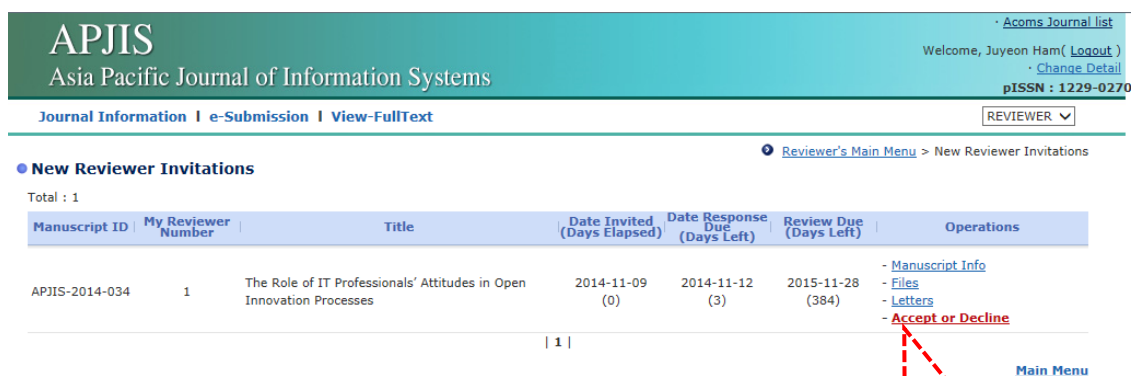 · Acoms Journal list
APJIS
Asia Pacific Journal of Information Systems
Welcome, Juyeon Ham( Logout )
· Change Detail
pISSN : 1229-0270
Journal Information I e-Submission I View-FullText
REVIEWER
Reviewer's Main Menu > New Reviewer Invitations
New Reviewer Invitations
Total : 1
Manuscript ID | My Reviewer Number | Title | Date Invited (Days Elapsed) | Date Response Due (Days Left) | Review Due (Days Left) | Operations
APJIS-2014-034 1 The Role of IT Professionals’ Attitudes in Open Innovation Processes 2014-11-09 (0) 2014-11-12 (3) 2015-11-28 (384)
- Manuscript Info
- Files
- Letters
- Accept or Decline
| 1 |
Main Menu